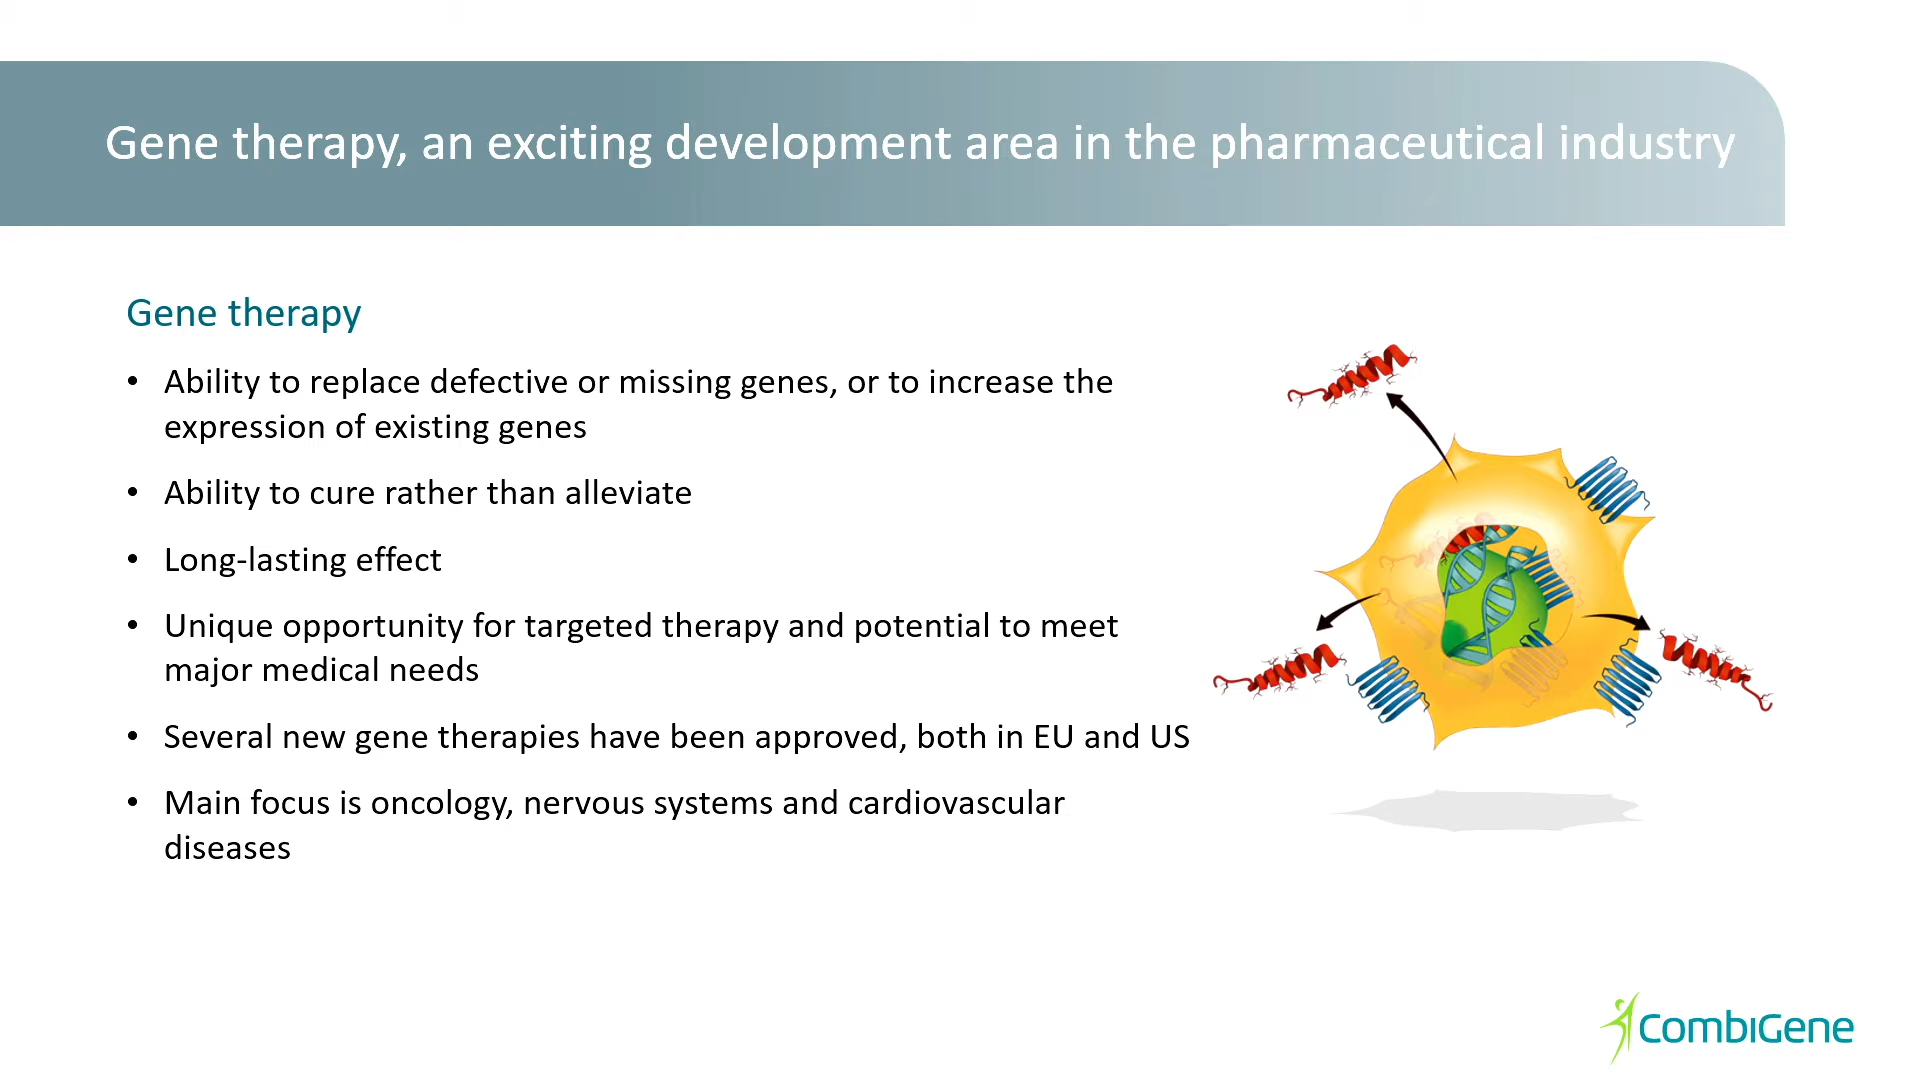 Gene therapy, an exciting development area in the pharmaceutical industry
Gene therapy
• Ability to replace defective or missing genes, or to increase the
expression of existing genes
• Ability to cure rather than alleviate
• Long-lasting effect
• Unique opportunity for targeted therapy and potential to meet
major medical needs
• Several new gene therapies have been approved, both in EU and US
• Main focus is oncology, nervous systems and cardiovascular
diseases
CombiGene